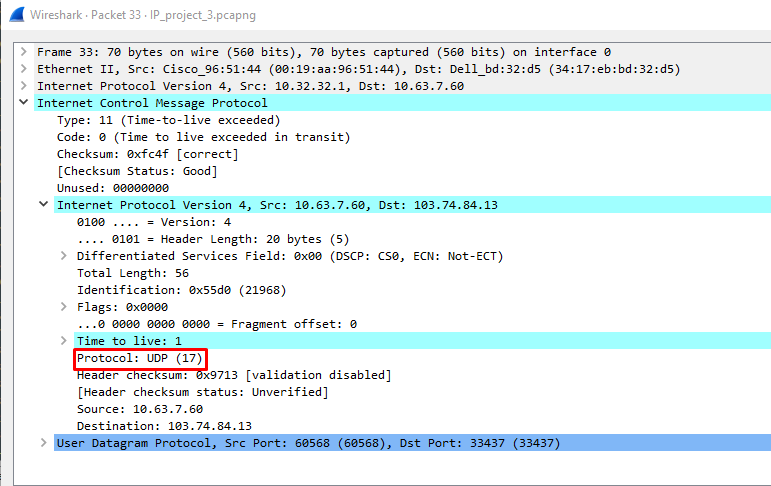 Wireshark · Packet 33 · IP_project_3.pcapng
Frame 33: 70 bytes on wire (560 bits), 70 bytes captured (560 bits) on interface 0
Ethernet II, Src: Cisco_96:51:44 (00:19:aa:96:51:44), Dst: Dell_bd:32:d5 (34:17:eb:bd:32:d5)
Internet Protocol Version 4, Src: 10.32.32.1, Dst: 10.63.7.60
Internet Control Message Protocol
Type: 11 (Time-to-live exceeded)
Code: 0 (Time to live exceeded in transit)
Checksum: 0xfc4f [correct]
[Checksum Status: Good]
Unused: 00000000
Internet Protocol Version 4, Src: 10.63.7.60, Dst: 103.74.84.13
0100 .... = Version: 4
.... 0101 = Header Length: 20 bytes (5)
Differentiated Services Field: 0x00 (DSCP: CS0, ECN: Not-ECT)
Total Length: 56
Identification: 0x55d0 (21968)
Flags: 0x0000
...0 0000 0000 0000 = Fragment offset: 0
Time to live: 1
Protocol: UDP (17)
Header checksum: 0x9713 [validation disabled]
[Header checksum status: Unverified]
Source: 10.63.7.60
Destination: 103.74.84.13
User Datagram Protocol, Src Port: 60568 (60568), Dst Port: 33437 (33437)